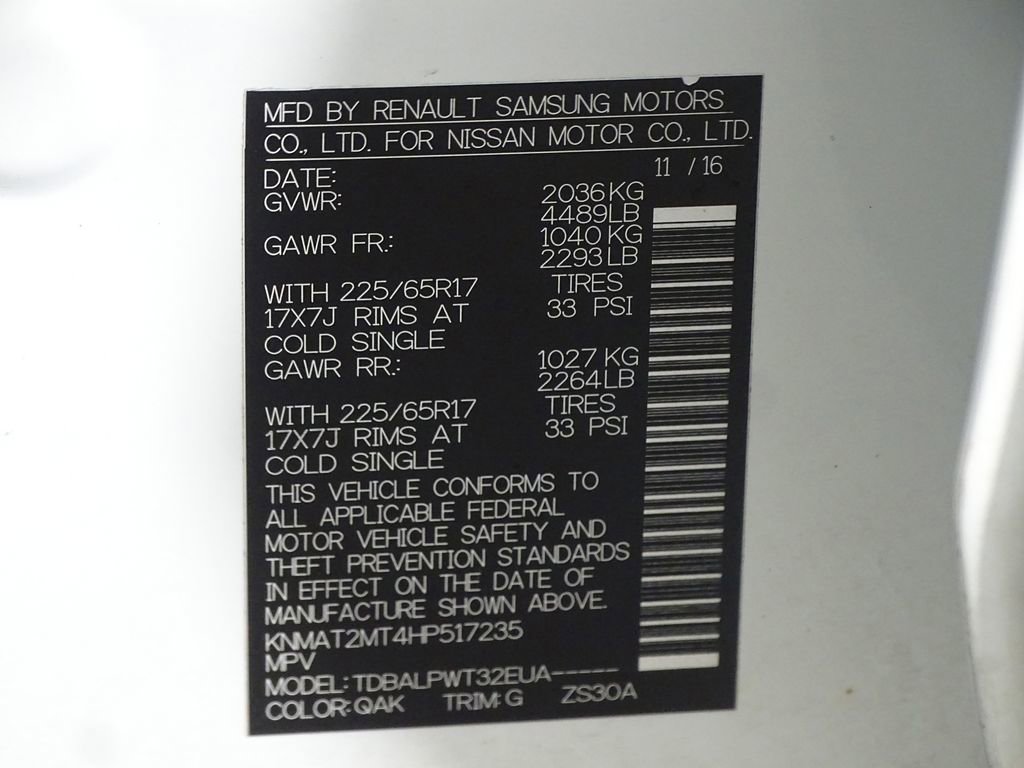 MFD BY RENAULT SAMSUNG MOTORS
CO., LTD. FOR NISSAN MOTOR CO., LTD.
DATE: 11 / 16
GVWR: 2036 KG
4489 LB
GAWR FR.: 1040 KG
2293 LB
WITH 225/65R17 TIRES
17X7J RIMS AT 33 PSI
COLD SINGLE
GAWR RR.: 1027 KG
2264 LB
WITH 225/65R17 TIRES
17X7J RIMS AT 33 PSI
COLD SINGLE
THIS VEHICLE CONFORMS TO
ALL APPLICABLE FEDERAL
MOTOR VEHICLE SAFETY AND
THEFT PREVENTION STANDARDS
IN EFFECT ON THE DATE OF
MANUFACTURE SHOWN ABOVE.
KNMAT2MT4HP517235
MPV
MODEL: TDBALPWT32EUA-----
COLOR: QAK TRIM: G ZS30A